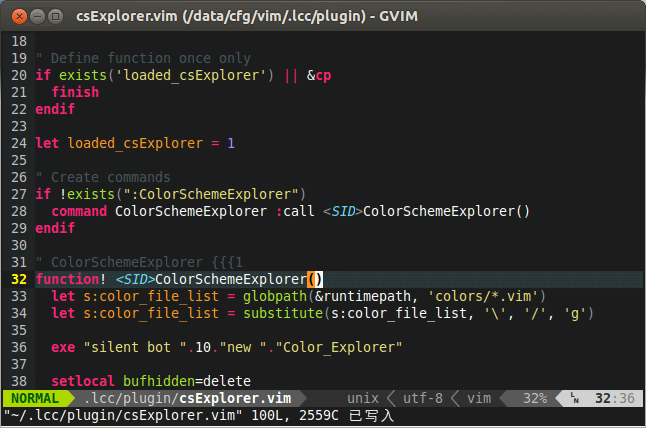 csExplorer.vim (/data/cfg/vim/.lcc/plugin) - GVIM
18
19 " Define function once only
20 if exists('loaded_csExplorer') || &cp
21   finish
22 endif
23
24 let loaded_csExplorer = 1
25
26 " Create commands
27 if !exists(":ColorSchemeExplorer")
28   command ColorSchemeExplorer :call <SID>ColorSchemeExplorer()
29 endif
30
31 " ColorSchemeExplorer {{{1
32 function! <SID>ColorSchemeExplorer()
33   let s:color_file_list = globpath(&runtimepath, 'colors/*.vim')
34   let s:color_file_list = substitute(s:color_file_list, '\', '/', 'g')
35
36   exe "silent bot ".10."new "."Color_Explorer"
37
38   setlocal bufhidden=delete
NORMAL .lcc/plugin/csExplorer.vim unix utf-8 vim 32% LN 32:36
"~/.lcc/plugin/csExplorer.vim" 100L, 2559C 已写入